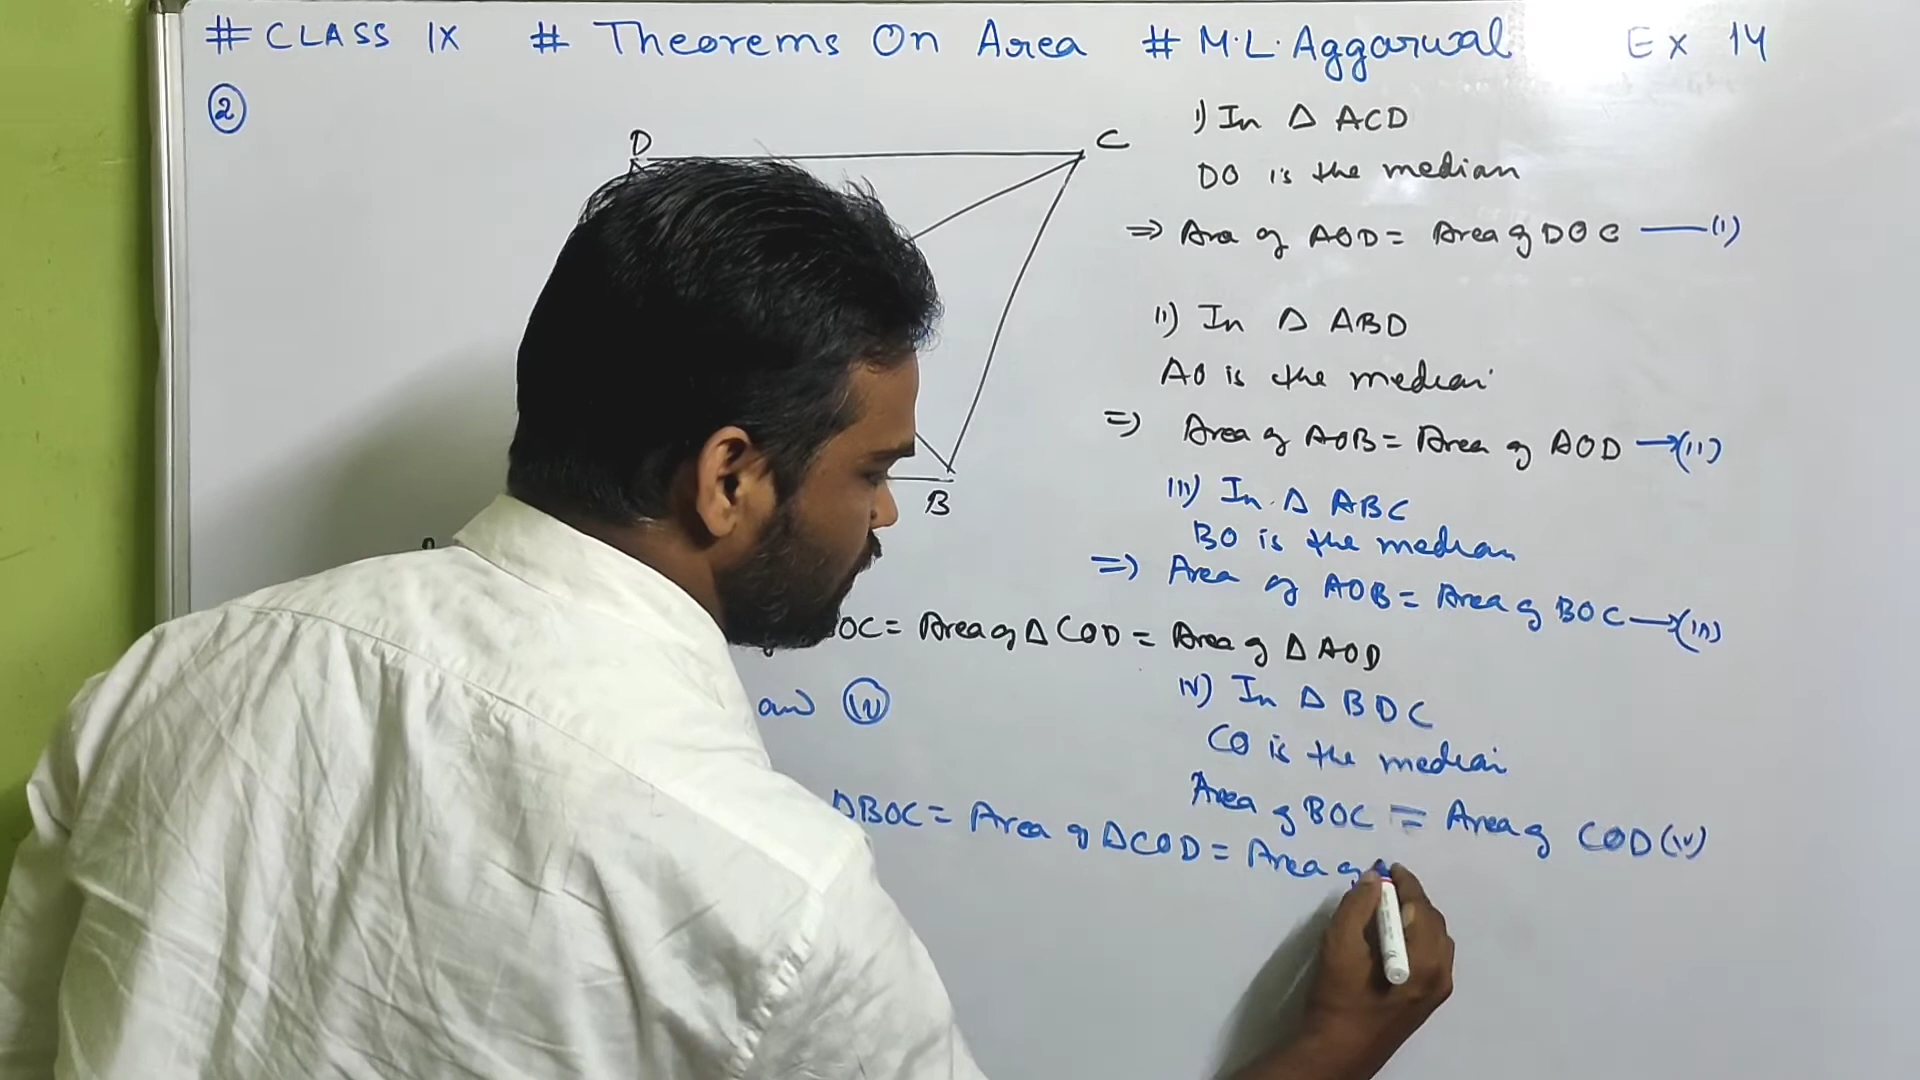 # CLASS IX # Theorems On Area # M.L. Aggarwal Ex 14
2
D
C
B
i) In Δ ACD
DO is the median
⇒ Ara of AOD = Area of DOC —(i)
ii) In Δ ABD
AO is the median
⇒ Area of AOB = Area of AOD →(ii)
iii) In Δ ABC
BO is the median
⇒ Area of AOB = Area of BOC →(iii)
OC = Area of Δ COD = Area of Δ AOD
and iv
iv) In Δ BDC
CO is the median
Area of BOC = Area of COD (iv)
ΔBOC = Area of ΔCOD = Area of